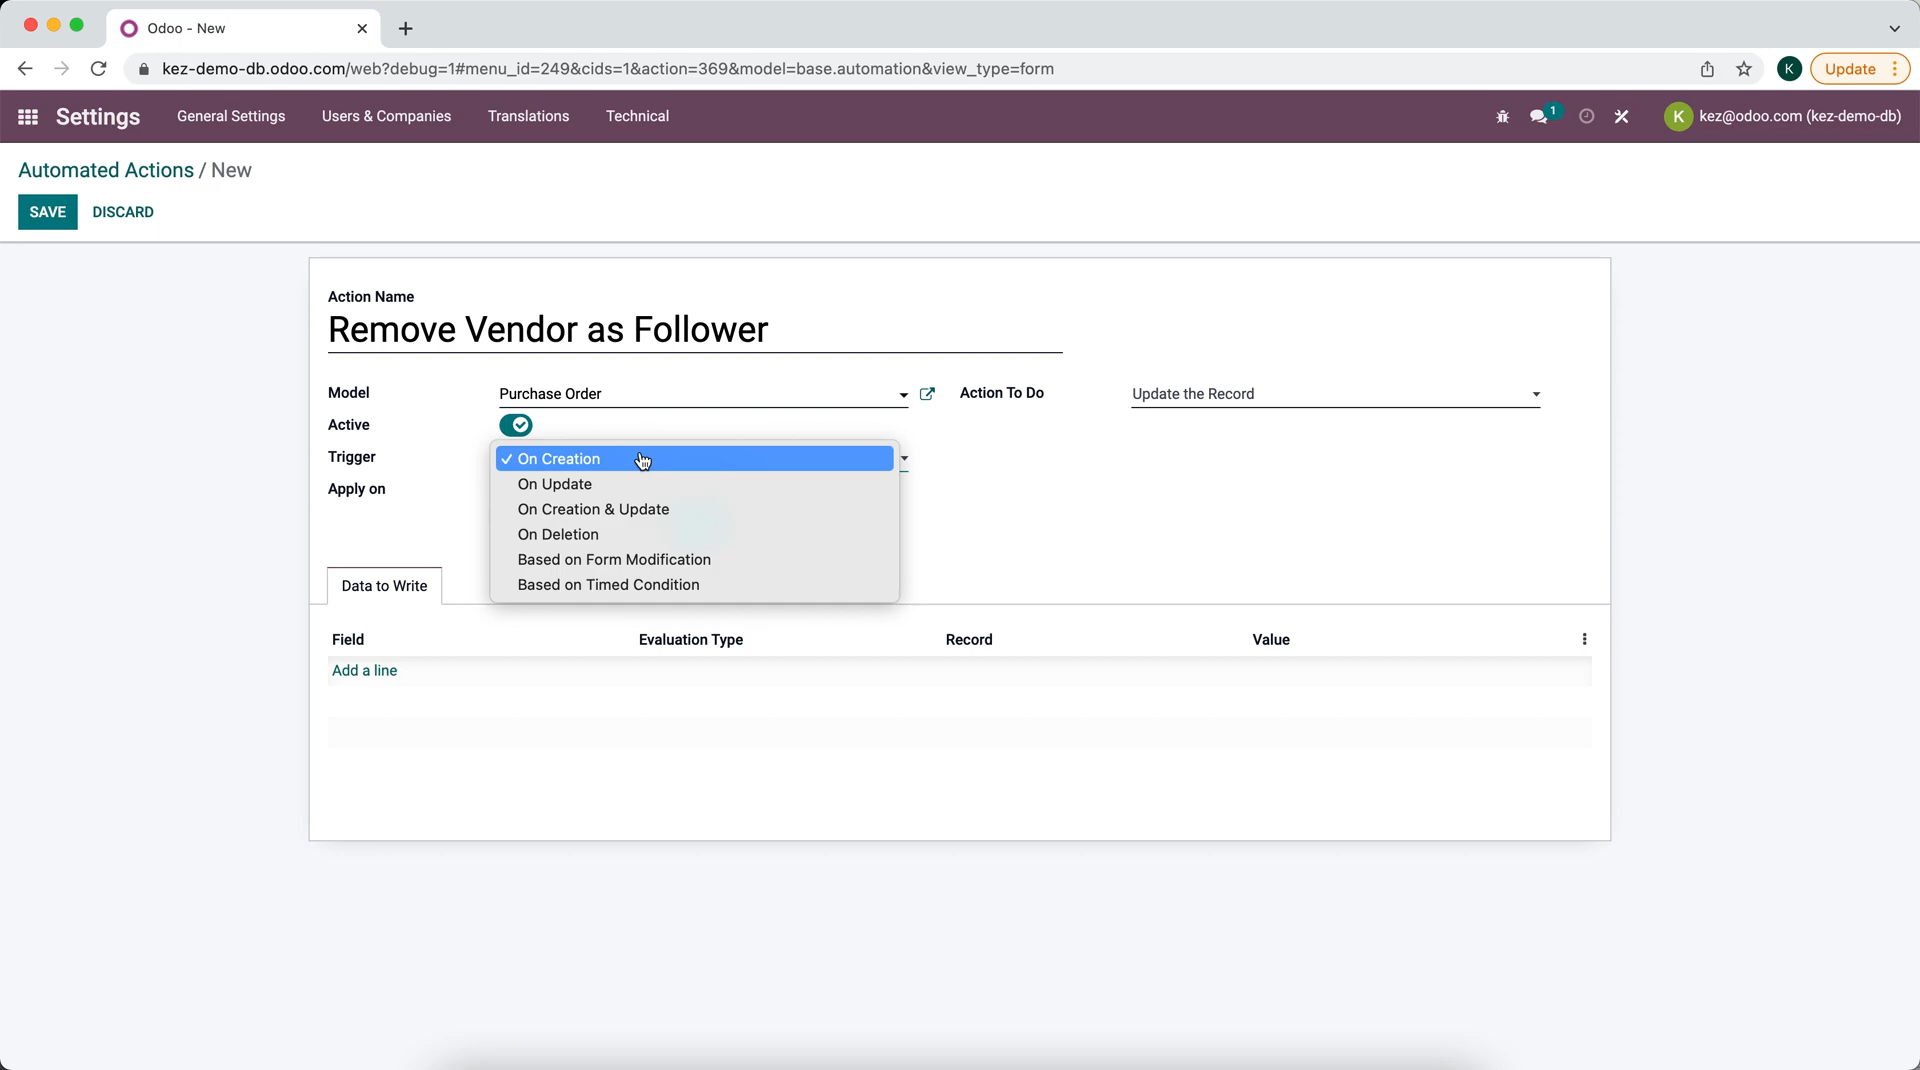 Odoo - New
kez-demo-db.odoo.com/web?debug=1#menu_id=249&cids=1&action=369&model=base.automation&view_type=form
K
Update
Settings
General Settings
Users & Companies
Translations
Technical
1
K
kez@odoo.com (kez-demo-db)
Automated Actions / New
SAVE
DISCARD
Action Name
Remove Vendor as Follower
Model
Purchase Order
Action To Do
Update the Record
Active
Trigger
On Creation
On Update
Apply on
On Creation & Update
On Deletion
Based on Form Modification
Based on Timed Condition
Data to Write
Field
Evaluation Type
Record
Value
Add a line